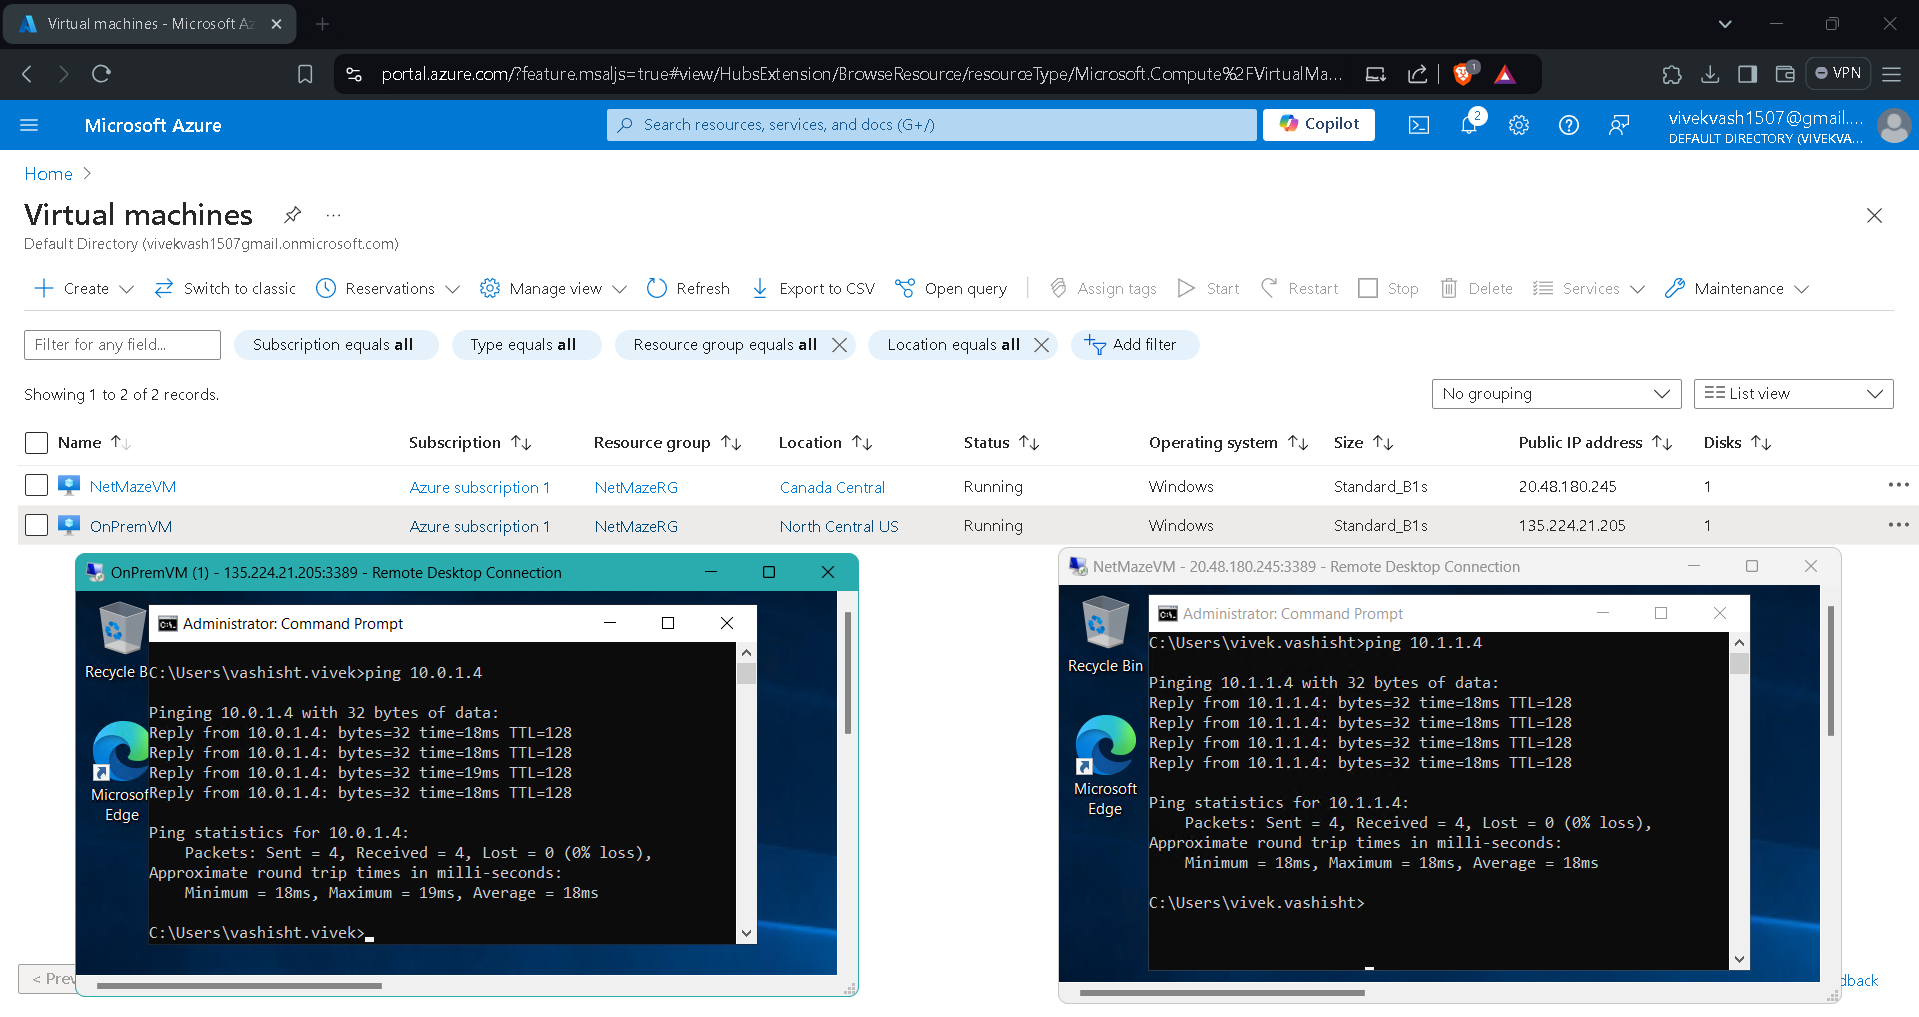 Virtual machines - Microsoft Az
portal.azure.com/?feature.msaljs=true#view/HubsExtension/BrowseResource/resourceType/Microsoft.Compute%2FVirtualMa...
1
VPN
Microsoft Azure
Search resources, services, and docs (G+/)
Copilot
2
vivekvash1507@gmail....
DEFAULT DIRECTORY (VIVEKVA...
Home
Virtual machines
...
Default Directory (vivekvash1507gmail.onmicrosoft.com)
Create
Switch to classic
Reservations
Manage view
Refresh
Export to CSV
Open query
Assign tags
Start
Restart
Stop
Delete
Services
Maintenance
Filter for any field...
Subscription equals all
Type equals all
Resource group equals all
Location equals all
Add filter
Showing 1 to 2 of 2 records.
No grouping
List view
Name Subscription Resource group Location Status Operating system Size Public IP address Disks
NetMazeVM Azure subscription 1 NetMazeRG Canada Central Running Windows Standard_B1s 20.48.180.245 1
OnPremVM Azure subscription 1 NetMazeRG North Central US Running Windows Standard_B1s 135.224.21.205 1
OnPremVM (1) - 135.224.21.205:3389 - Remote Desktop Connection
Recycle B
Microsof
Edge
Administrator: Command Prompt
C:\Users\vashisht.vivek>ping 10.0.1.4
Pinging 10.0.1.4 with 32 bytes of data:
Reply from 10.0.1.4: bytes=32 time=18ms TTL=128
Reply from 10.0.1.4: bytes=32 time=18ms TTL=128
Reply from 10.0.1.4: bytes=32 time=19ms TTL=128
Reply from 10.0.1.4: bytes=32 time=18ms TTL=128
Ping statistics for 10.0.1.4:
Packets: Sent = 4, Received = 4, Lost = 0 (0% loss),
Approximate round trip times in milli-seconds:
Minimum = 18ms, Maximum = 19ms, Average = 18ms
C:\Users\vashisht.vivek>
NetMazeVM - 20.48.180.245:3389 - Remote Desktop Connection
Recycle Bin
Microsoft
Edge
Administrator: Command Prompt
C:\Users\vivek.vashisht>ping 10.1.1.4
Pinging 10.1.1.4 with 32 bytes of data:
Reply from 10.1.1.4: bytes=32 time=18ms TTL=128
Reply from 10.1.1.4: bytes=32 time=18ms TTL=128
Reply from 10.1.1.4: bytes=32 time=18ms TTL=128
Reply from 10.1.1.4: bytes=32 time=18ms TTL=128
Ping statistics for 10.1.1.4:
Packets: Sent = 4, Received = 4, Lost = 0 (0% loss),
Approximate round trip times in milli-seconds:
Minimum = 18ms, Maximum = 18ms, Average = 18ms
C:\Users\vivek.vashisht>
< Prev
dback